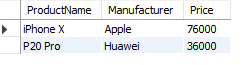 ProductName Manufacturer Price
iPhone X Apple 76000
P20 Pro Huawei 36000